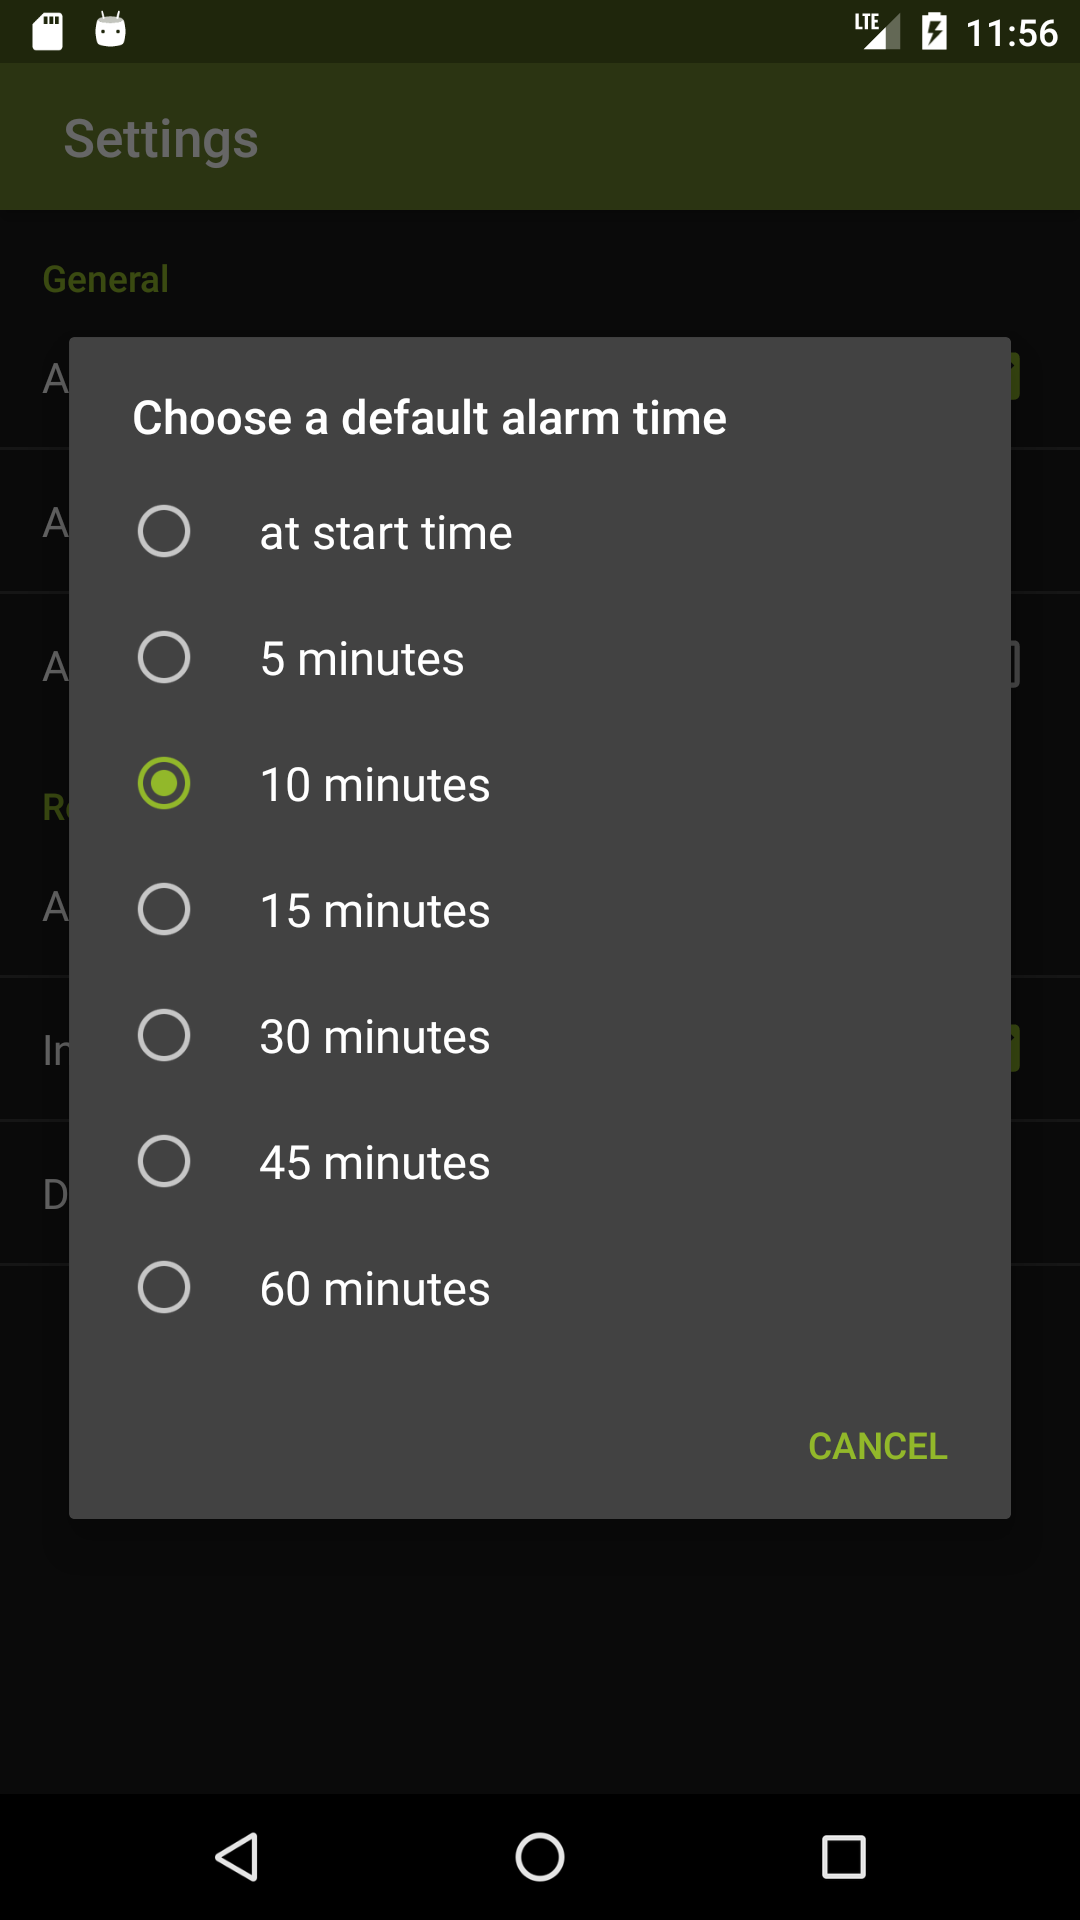 LTE 11:56
Settings
General
A
Choose a default alarm time
at start time
A
5 minutes
A
10 minutes
15 minutes
A
30 minutes
45 minutes
D
60 minutes
CANCEL